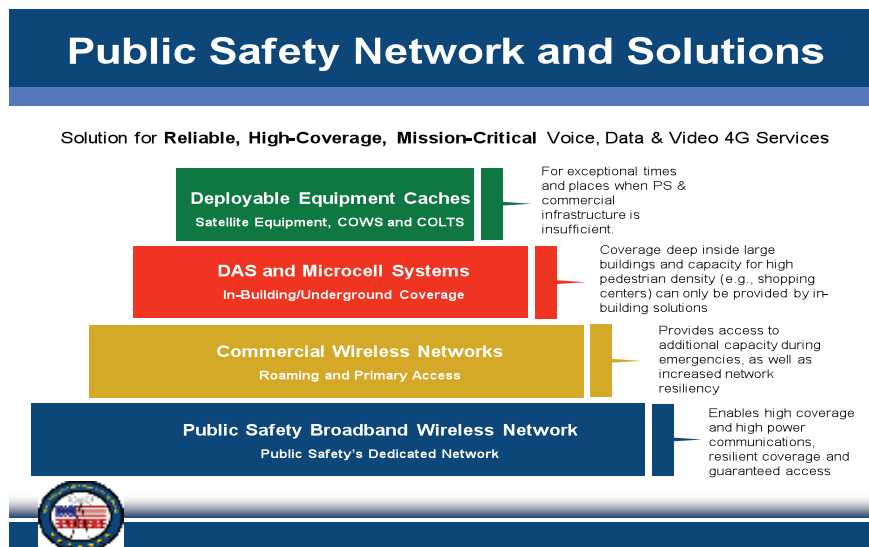 Public Safety Network and Solutions
Solution for Reliable, High-Coverage, Mission-Critical Voice, Data & Video 4G Services
Deployable Equipment Caches
Satellite Equipment, COWS and COLTS
For exceptional times
and places when PS &
commercial
infrastructure is
insufficient.
DAS and Microcell Systems
In-Building/Underground Coverage
Coverage deep inside large
buildings and capacity for high
pedestrian density (e.g., shopping
centers) can only be provided by in-
building solutions
Commercial Wireless Networks
Roaming and Primary Access
Provides access to
additional capacity during
emergencies, as well as
increased network
resiliency
Public Safety Broadband Wireless Network
Public Safety’s Dedicated Network
Enables high coverage
and high power
communications,
resilient coverage and
guaranteed access